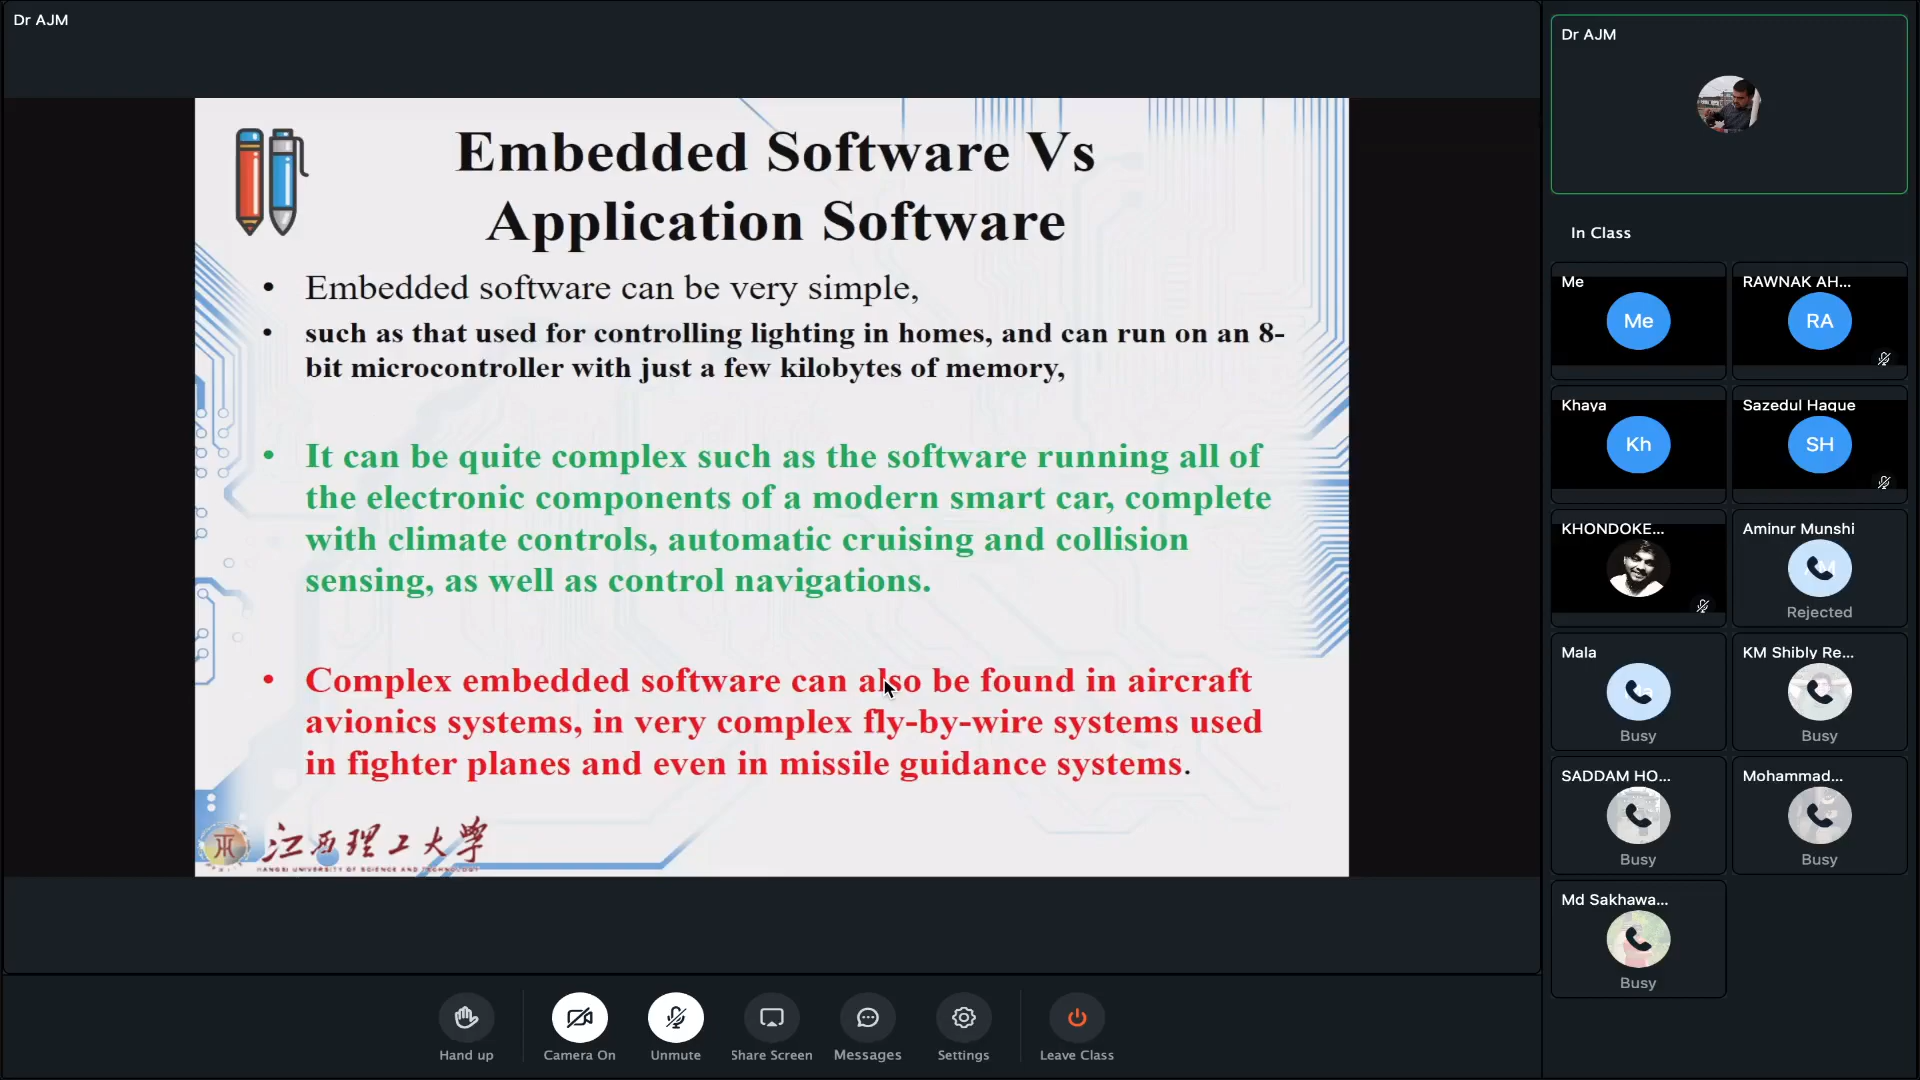 Dr AJM
Embedded Software Vs
Application Software
• Embedded software can be very simple,
• such as that used for controlling lighting in homes, and can run on an 8-
bit microcontroller with just a few kilobytes of memory,
• It can be quite complex such as the software running all of
the electronic components of a modern smart car, complete
with climate controls, automatic cruising and collision
sensing, as well as control navigations.
• Complex embedded software can also be found in aircraft
avionics systems, in very complex fly-by-wire systems used
in fighter planes and even in missile guidance systems.
江西理工大学
UNIVERSITY OF SCIENCE AND TECHNOLOGY
Dr AJM
In Class
Me
Me
RAWNAK AH...
RA
Khaya
Kh
Sazedul Haque
SH
KHONDOKE...
Aminur Munshi
Rejected
Mala
Busy
KM Shibly Re...
Busy
SADDAM HO...
Busy
Mohammad...
Busy
Md Sakhawa...
Busy
Hand up
Camera On
Unmute
Share Screen
Messages
Settings
Leave Class